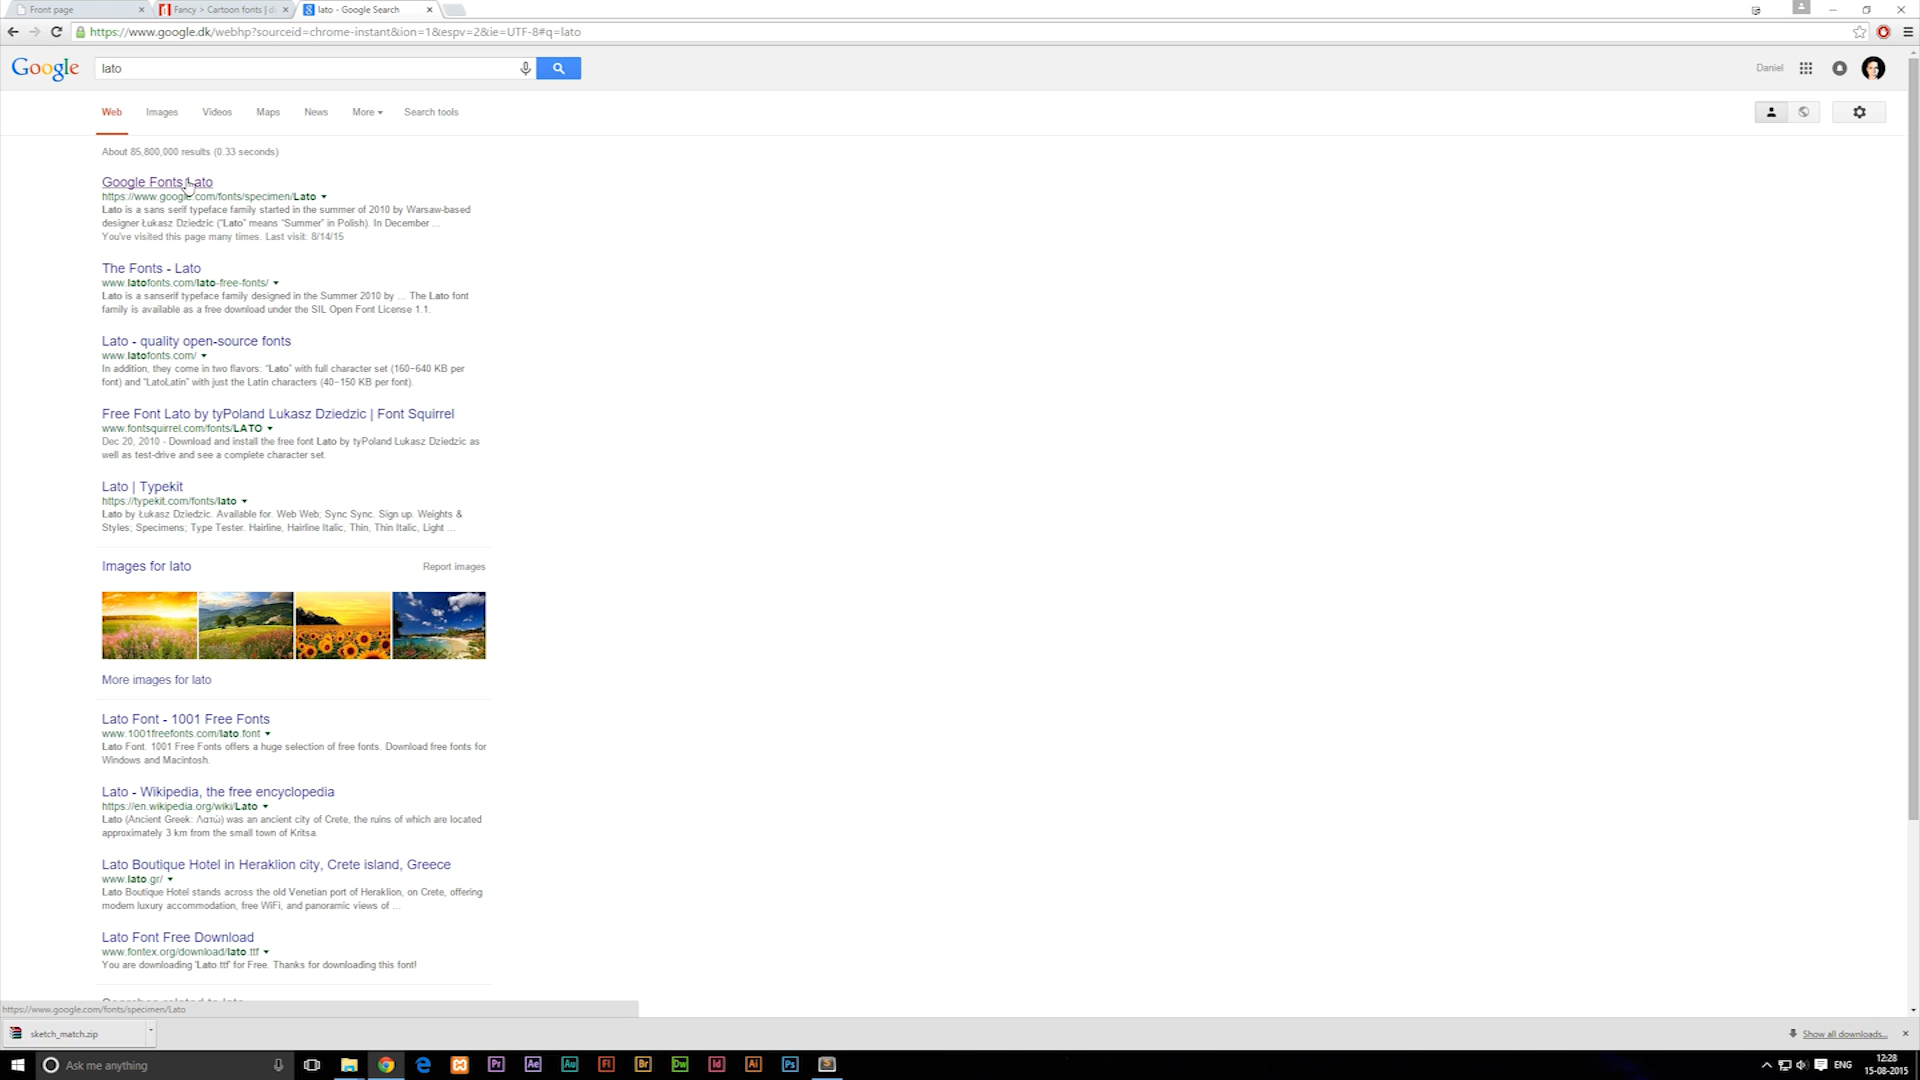 Front page
Fancy > Cartoon fonts | d
lato - Google Search
https://www.google.dk/webhp?sourceid=chrome-instant&ion=1&espv=2&ie=UTF-8#q=lato
Google
lato
Daniel
Web
Images
Videos
Maps
News
More
Search tools
About 85,800,000 results (0.33 seconds)
Google Fonts Lato
https://www.google.com/fonts/specimen/Lato
Lato is a sans serif typeface family started in the summer of 2010 by Warsaw-based
designer Łukasz Dziedzic (“Lato” means “Summer” in Polish). In December ...
You've visited this page many times. Last visit: 8/14/15
The Fonts - Lato
www.latofonts.com/lato-free-fonts/
Lato is a sanserif typeface family designed in the Summer 2010 by ... The Lato font
family is available as a free download under the SIL Open Font License 1.1.
Lato - quality open-source fonts
www.latofonts.com/
In addition, they come in two flavors: “Lato” with full character set (160–640 KB per
font) and “LatoLatin” with just the Latin characters (40–150 KB per font).
Free Font Lato by tyPoland Lukasz Dziedzic | Font Squirrel
www.fontsquirrel.com/fonts/LATO
Dec 20, 2010 - Download and install the free font Lato by tyPoland Lukasz Dziedzic as
well as test-drive and see a complete character set.
Lato | Typekit
https://typekit.com/fonts/lato
Lato by Łukasz Dziedzic. Available for. Web Web; Sync Sync. Sign up. Weights &
Styles; Specimens; Type Tester. Hairline, Hairline Italic, Thin, Thin Italic, Light ...
Images for lato
Report images
More images for lato
Lato Font - 1001 Free Fonts
www.1001freefonts.com/lato.font
Lato Font. 1001 Free Fonts offers a huge selection of free fonts. Download free fonts for
Windows and Macintosh.
Lato - Wikipedia, the free encyclopedia
https://en.wikipedia.org/wiki/Lato
Lato (Ancient Greek: Λατώ) was an ancient city of Crete, the ruins of which are located
approximately 3 km from the small town of Kritsa.
Lato Boutique Hotel in Heraklion city, Crete island, Greece
www.lato.gr/
Lato Boutique Hotel stands across the old Venetian port of Heraklion, on Crete, offering
modern luxury accommodation, free WiFi, and panoramic views of ...
Lato Font Free Download
www.fontex.org/download/lato.ttf
You are downloading 'Lato.ttf' for Free. Thanks for downloading this font!
https://www.google.com/fonts/specimen/Lato
sketch_match.zip
Show all downloads...
Ask me anything
Pr
Ae
Au
Fl
Br
Dw
Id
Ai
Ps
ENG
12:28
15-08-2015